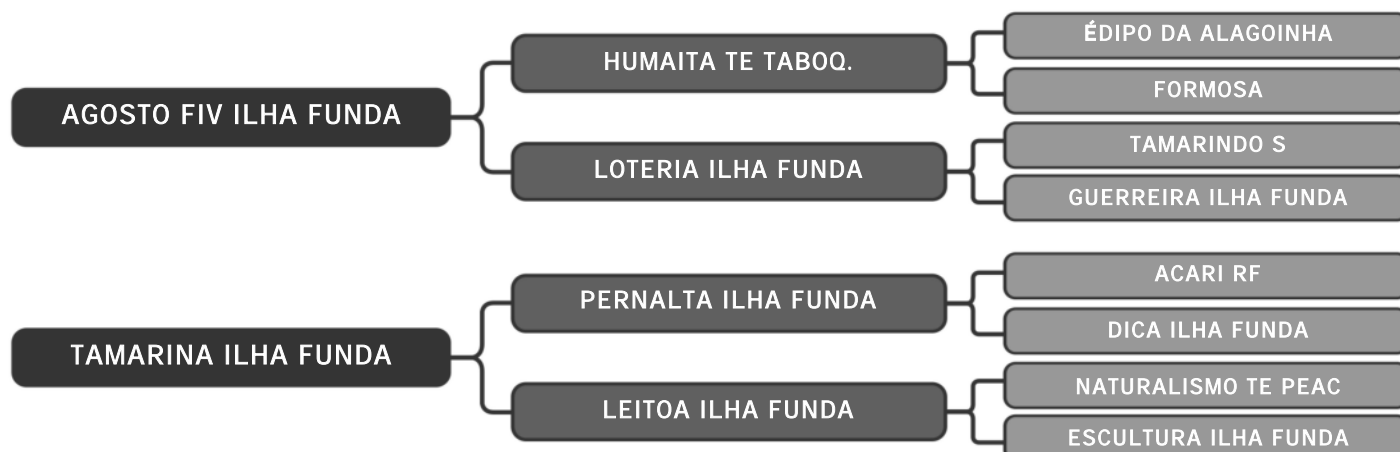 ÉDIPO DA ALAGOINHA
HUMAITA TE TABOQ.
FORMOSA
AGOSTO FIV ILHA FUNDA
TAMARINDO S
LOTERIA ILHA FUNDA
GUERREIRA ILHA FUNDA
ACARI RF
PERNALTA ILHA FUNDA
DICA ILHA FUNDA
TAMARINA ILHA FUNDA
NATURALISMO TE PEAC
LEITOA ILHA FUNDA
ESCULTURA ILHA FUNDA